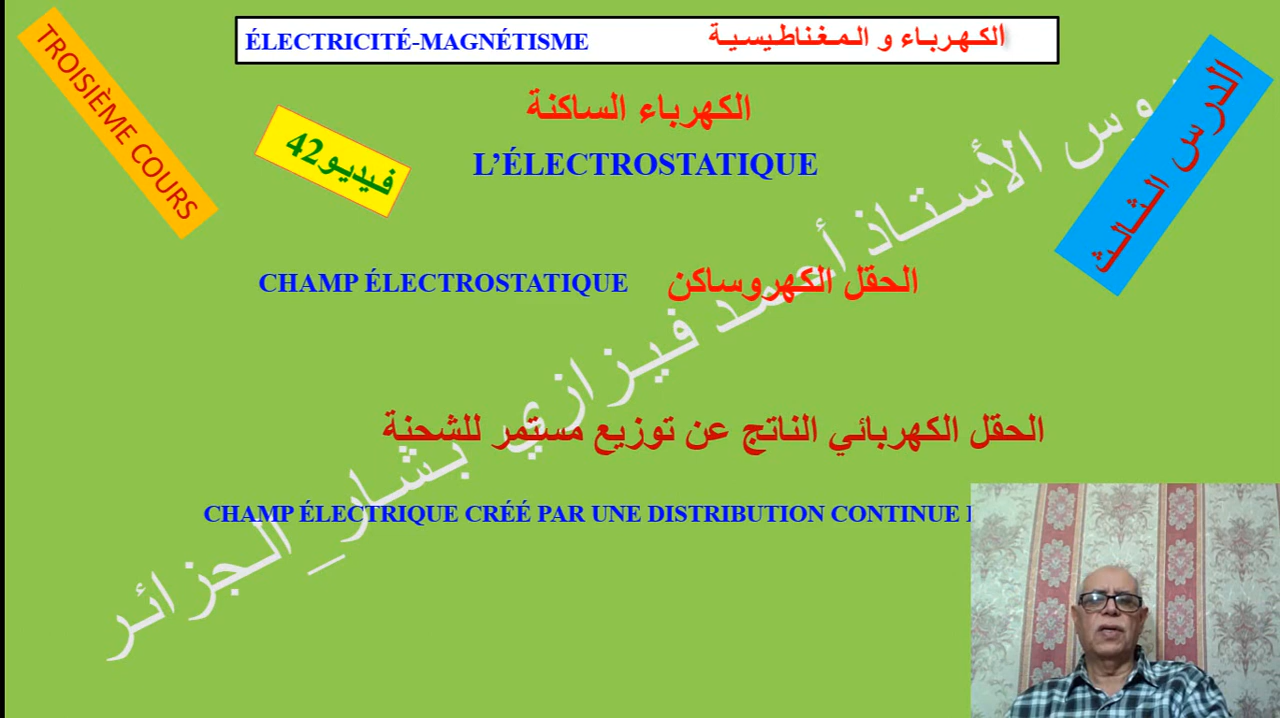 ÉLECTRICITÉ-MAGNÉTISME الكهرباء و المغناطيسية
TROISIÈME COURS
الدرس الثالث
فيديو42
الكهرباء الساكنة
L’ÉLECTROSTATIQUE
CHAMP ÉLECTROSTATIQUE الحقل الكهروساكن
الحقل الكهربائي الناتج عن توزيع مستمر للشحنة
CHAMP ÉLECTRIQUE CRÉÉ PAR UNE DISTRIBUTION CONTINUE
الأستاذ أحمد فيزازي بشار_الجزائر